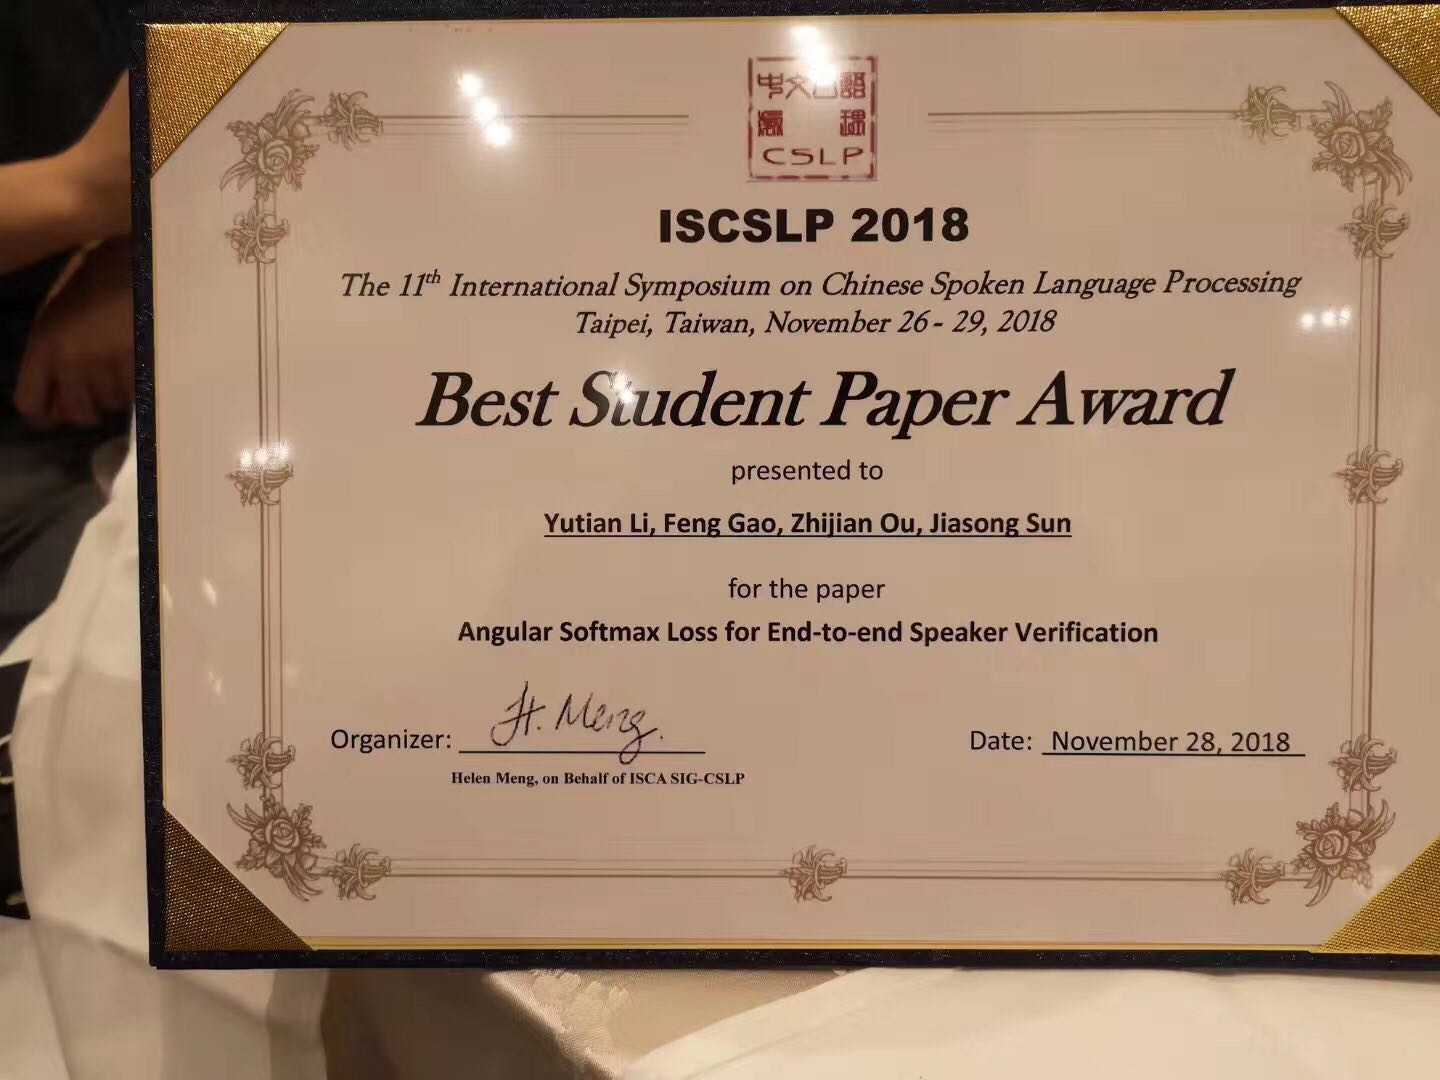 中文口語
處理
CSLP
ISCSLP 2018
The 11th International Symposium on Chinese Spoken Language Processing
Taipei, Taiwan, November 26 - 29, 2018
Best Student Paper Award
presented to
Yutian Li, Feng Gao, Zhijian Ou, Jiasong Sun
for the paper
Angular Softmax Loss for End-to-end Speaker Verification
H. Meng.
Organizer:
Date: November 28, 2018
Helen Meng, on Behalf of ISCA SIG-CSLP